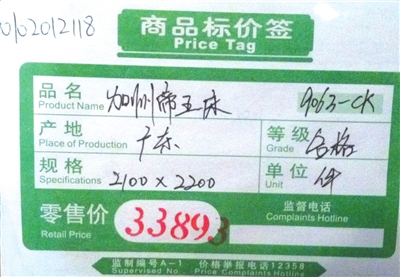 0102012118
商品标价签
Price Tag
品名 加州帝王床 9063-CK
Product Name
产地 广东 等级 合格
Place of Production Grade
规格 2100×2200 单位 件
Specifications Unit
零售价 33893 监督电话
Retail Price Complaints Hotline
监制编号A-1 价格举报电话12358
Supervised No Price Complaints Hotline